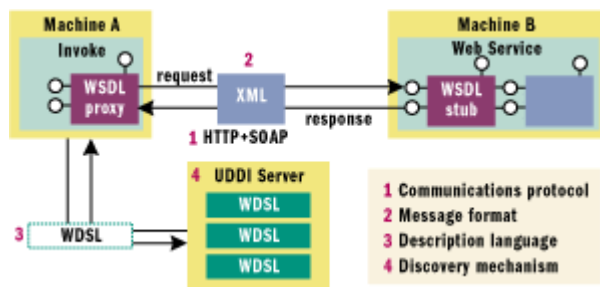 Machine A
Invoke
WSDL
proxy
request
2
XML
response
1 HTTP+SOAP
Machine B
Web Service
WSDL
stub
3 WDSL
4 UDDI Server
WDSL
WDSL
WDSL
1 Communications protocol
2 Message format
3 Description language
4 Discovery mechanism